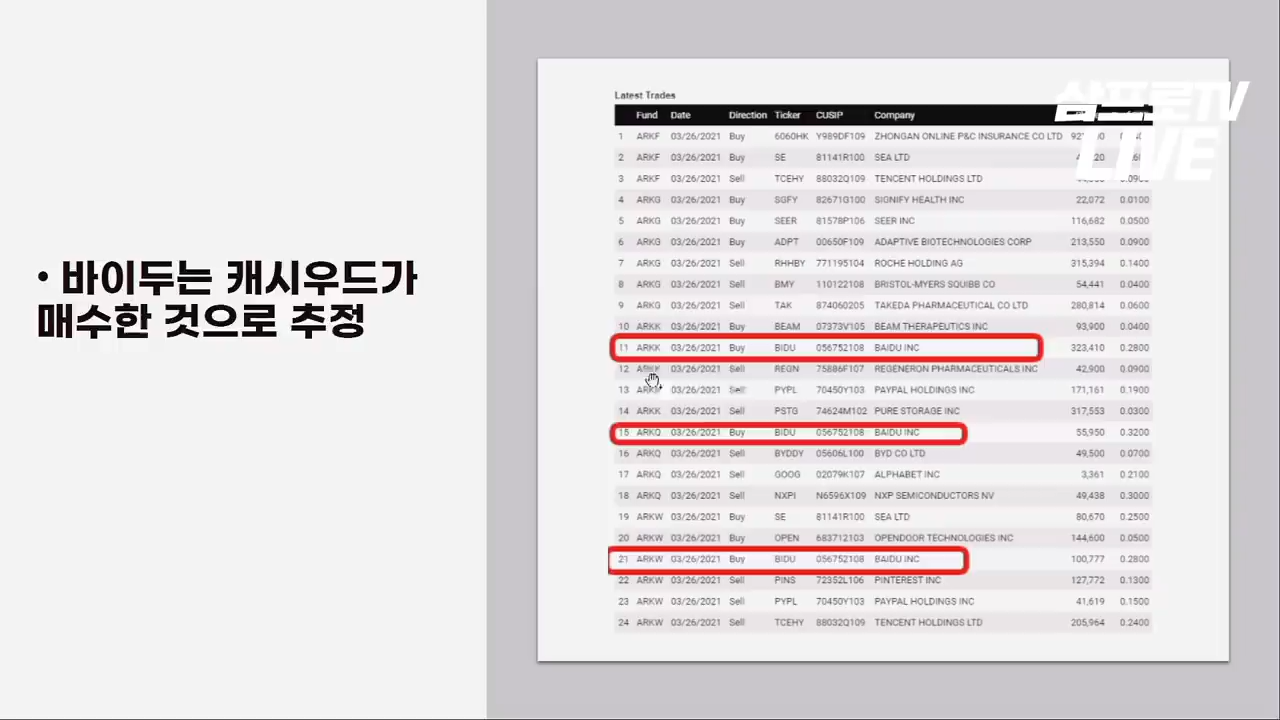 • 바이두는 캐시우드가
매수한 것으로 추정
삼프로TV
LIVE
Latest Trades
Fund Date Direction Ticker CUSIP Company
1 ARKF 03/26/2021 Buy 6060HK Y989DF109 ZHONGAN ONLINE P&C INSURANCE CO LTD
2 ARKF 03/26/2021 Buy SE 81141R100 SEA LTD
3 ARKF 03/26/2021 Sell TCEHY 88032Q109 TENCENT HOLDINGS LTD 0.0900
4 ARKG 03/26/2021 Buy SGFY 82671G100 SIGNIFY HEALTH INC 22,072 0.0100
5 ARKG 03/26/2021 Buy SEER 81578P106 SEER INC 116,682 0.0500
6 ARKG 03/26/2021 Buy ADPT 00650F109 ADAPTIVE BIOTECHNOLOGIES CORP 213,550 0.0900
7 ARKG 03/26/2021 Sell RHHBY 771195104 ROCHE HOLDING AG 315,394 0.1400
8 ARKG 03/26/2021 Sell BMY 110122108 BRISTOL-MYERS SQUIBB CO 54,441 0.0400
9 ARKG 03/26/2021 Sell TAK 874060205 TAKEDA PHARMACEUTICAL CO LTD 280,814 0.0600
10 ARKK 03/26/2021 Buy BEAM 07373V105 BEAM THERAPEUTICS INC 93,900 0.0400
11 ARKK 03/26/2021 Buy BIDU 056752108 BAIDU INC 323,410 0.2800
12 ARKK 03/26/2021 Sell REGN 75886F107 REGENERON PHARMACEUTICALS INC 42,900 0.0900
13 ARKK 03/26/2021 Sell PYPL 70450Y103 PAYPAL HOLDINGS INC 171,161 0.1900
14 ARKK 03/26/2021 Sell PSTG 74624M102 PURE STORAGE INC 317,553 0.0300
15 ARKQ 03/26/2021 Buy BIDU 056752108 BAIDU INC 55,950 0.3200
16 ARKQ 03/26/2021 Sell BYDDY 05606L100 BYD CO LTD 49,500 0.0700
17 ARKQ 03/26/2021 Sell GOOG 02079K107 ALPHABET INC 3,361 0.2100
18 ARKQ 03/26/2021 Sell NXPI N6596X109 NXP SEMICONDUCTORS NV 49,438 0.3000
19 ARKW 03/26/2021 Buy SE 81141R100 SEA LTD 80,670 0.2500
20 ARKW 03/26/2021 Buy OPEN 683712103 OPENDOOR TECHNOLOGIES INC 144,600 0.0500
21 ARKW 03/26/2021 Buy BIDU 056752108 BAIDU INC 100,777 0.2800
22 ARKW 03/26/2021 Sell PINS 72352L106 PINTEREST INC 127,772 0.1300
23 ARKW 03/26/2021 Sell PYPL 70450Y103 PAYPAL HOLDINGS INC 41,619 0.1500
24 ARKW 03/26/2021 Sell TCEHY 88032Q109 TENCENT HOLDINGS LTD 205,964 0.2400